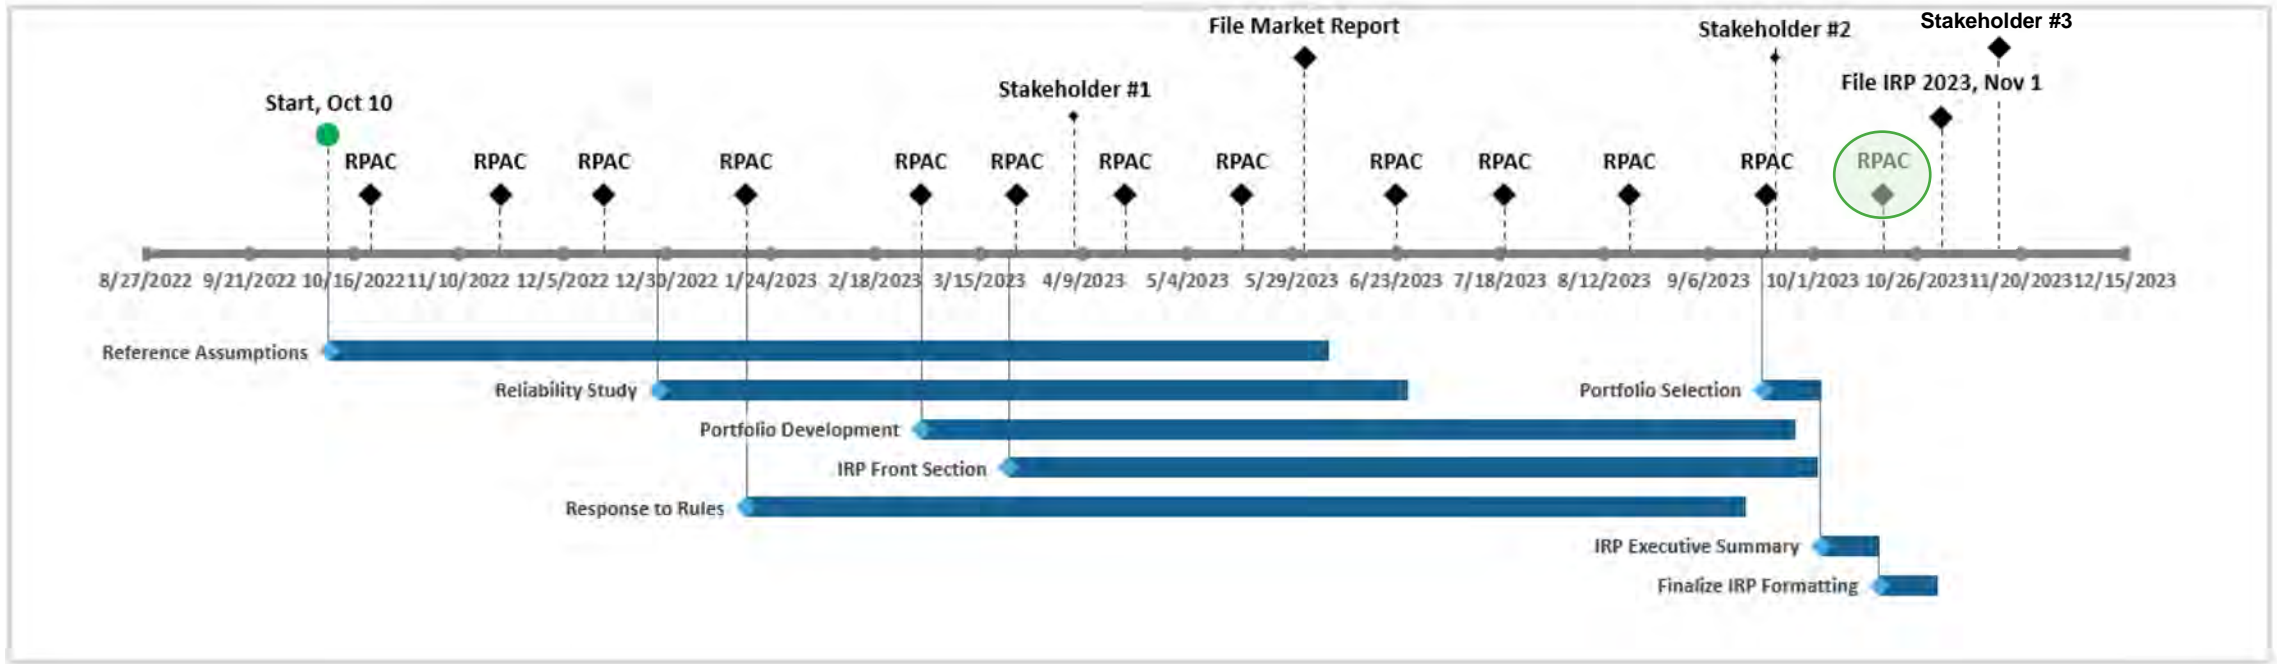 File Market Report
Stakeholder #2
Stakeholder #3
Stakeholder #1
File IRP 2023, Nov 1
Start, Oct 10
RPAC RPAC RPAC RPAC RPAC RPAC RPAC RPAC RPAC RPAC RPAC RPAC RPAC
8/27/2022 9/21/2022 10/16/2022 11/10/2022 12/5/2022 12/30/2022 1/24/2023 2/18/2023 3/15/2023 4/9/2023 5/4/2023 5/29/2023 6/23/2023 7/18/2023 8/12/2023 9/6/2023 10/1/2023 10/26/2023 11/20/2023 12/15/2023
Reference Assumptions
Reliability Study
Portfolio Selection
Portfolio Development
IRP Front Section
Response to Rules
IRP Executive Summary
Finalize IRP Formatting